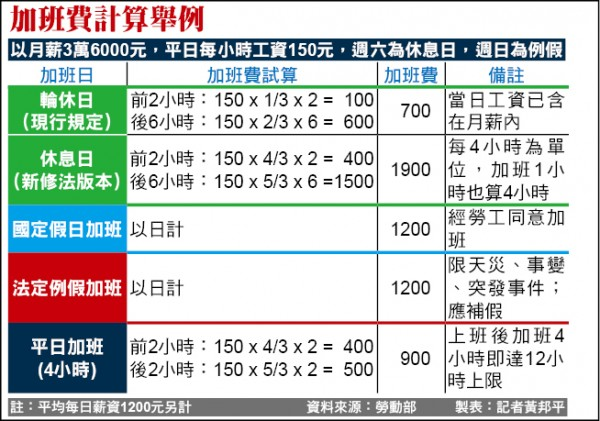 加班費計算舉例
以月薪3萬6000元，平日每小時工資150元，週六為休息日，週日為例假
加班日 加班費試算 加班費 備註
輪休日
(現行規定)
前2小時：150 x 1/3 x 2 = 100
後6小時：150 x 2/3 x 6 = 600
700
當日工資已含
在月薪內
休息日
(新修法版本)
前2小時：150 x 4/3 x 2 = 400
後6小時：150 x 5/3 x 6 =1500
1900
每4小時為單
位，加班1小
時也算4小時
國定假日加班 以日計 1200
經勞工同意加
班
法定例假加班 以日計 1200
限天災、事變
、突發事件；
應補假
平日加班
(4小時)
前2小時：150 x 4/3 x 2 = 400
後2小時：150 x 5/3 x 2 = 500
900
上班後加班4
小時即達12小
時上限
註：平均每日薪資1200元另計 資料來源：勞動部 製表：記者黃邦平